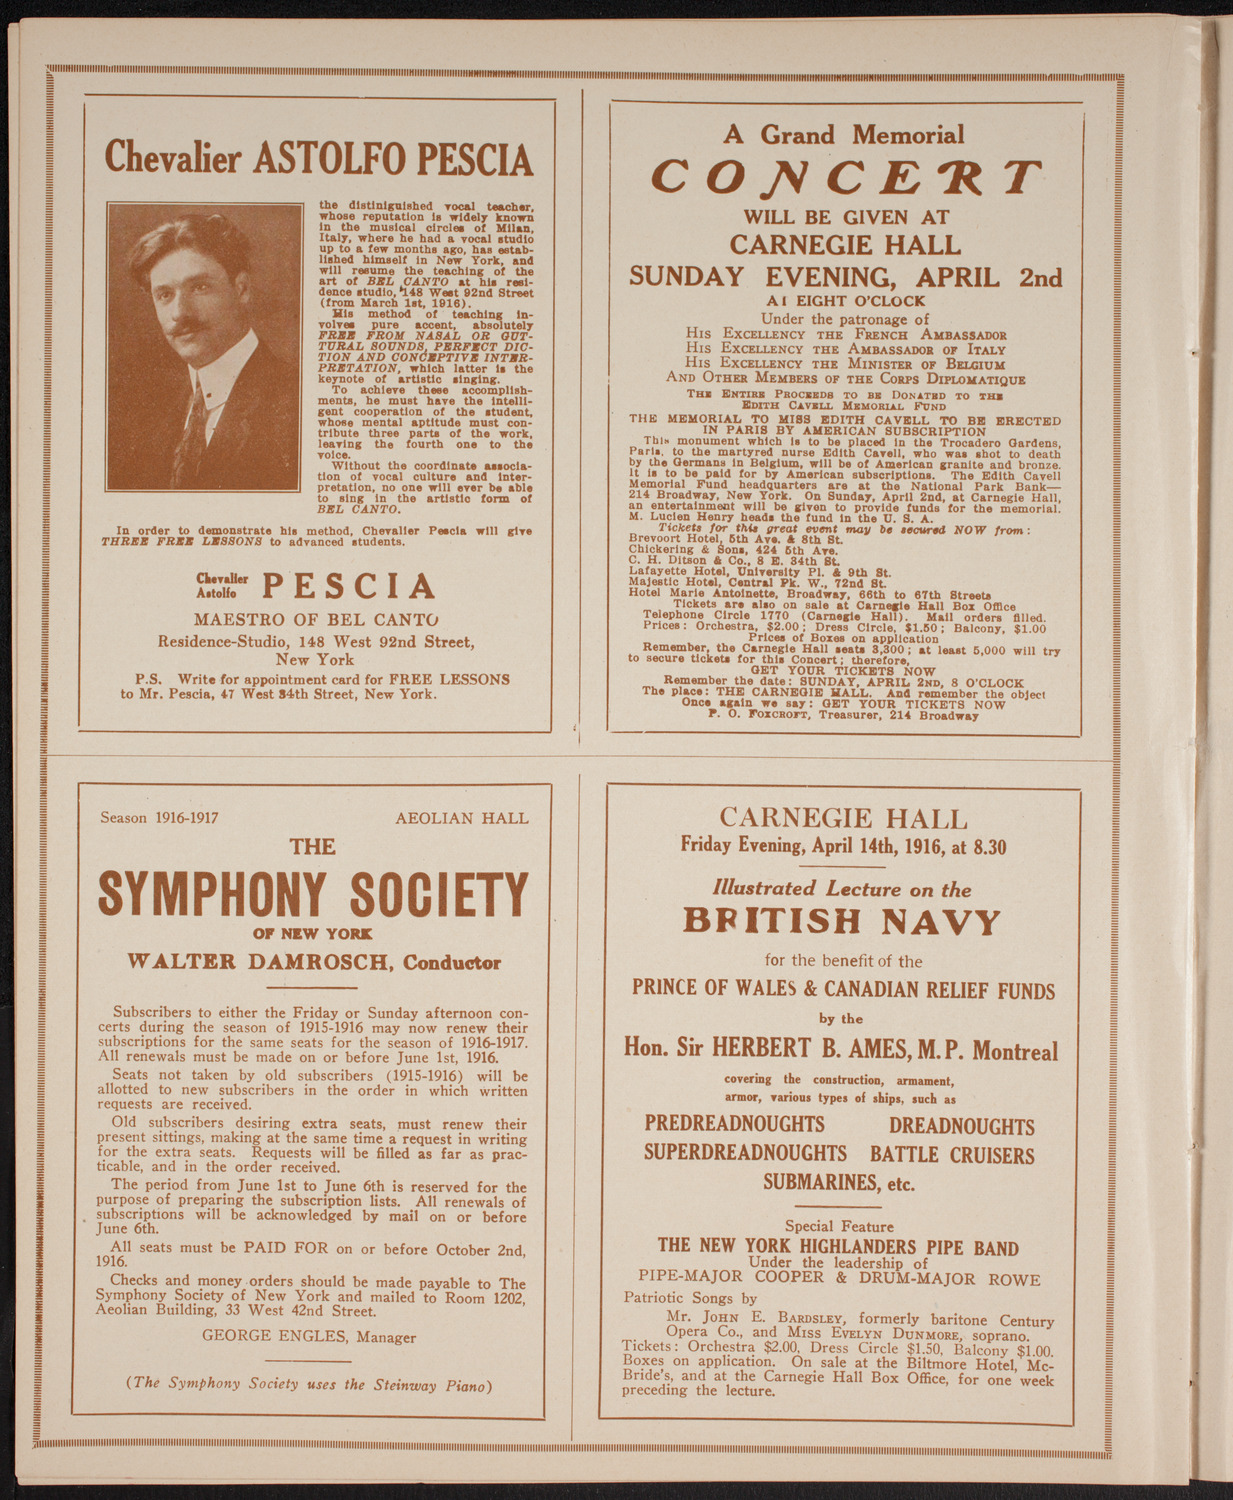 Chevalier ASTOLFO PESCIA
the distiniguished vocal teacher,
whose reputation is widely known
in the musical circles of Milan,
Italy, where he had a vocal studio
up to a few months ago, has estab-
lished himself in New York, and
will resume the teaching of the
art of BEL CANTO at his resi-
dence studio, 148 West 92nd Street
(from March 1st, 1916).
His method of teaching in-
volves pure accent, absolutely
FREE FROM NASAL OR GUT-
TURAL SOUNDS, PERFECT DIC-
TION AND CONCEPTIVE INTER-
PRETATION, which latter is the
keynote of artistic singing.
To achieve these accomplish-
ments, he must have the intelli-
gent cooperation of the student,
whose mental aptitude must con-
tribute three parts of the work,
leaving the fourth one to the
voice.
Without the coordinate associa-
tion of vocal culture and inter-
pretation, no one will ever be able
to sing in the artistic form of
BEL CANTO.
In order to demonstrate his method, Chevalier Pescia will give
THREE FREE LESSONS to advanced students.
Chevalier
Astolfo PESCIA
MAESTRO OF BEL CANTO
Residence-Studio, 148 West 92nd Street,
New York
P.S. Write for appointment card for FREE LESSONS
to Mr. Pescia, 47 West 84th Street, New York.
A Grand Memorial
CONCERT
WILL BE GIVEN AT
CARNEGIE HALL
SUNDAY EVENING, APRIL 2nd
AT EIGHT O'CLOCK
Under the patronage of
HIS EXCELLENCY THE FRENCH AMBASSADOR
HIS EXCELLENCY THE AMBASSADOR OF ITALY
HIS EXCELLENCY THE MINISTER OF BELGIUM
AND OTHER MEMBERS OF THE CORPS DIPLOMATIQUE
THE ENTIRE PROCEEDS TO BE DONATED TO THE
EDITH CAVELL MEMORIAL FUND
THE MEMORIAL TO MISS EDITH CAVELL TO BE ERECTED
IN PARIS BY AMERICAN SUBSCRIPTION
This monument which is to be placed in the Trocadero Gardens,
Paris, to the martyred nurse Edith Cavell, who was shot to death
by the Germans in Belgium, will be of American granite and bronze.
It is to be paid for by American subscriptions. The Edith Cavell
Memorial Fund headquarters are at the National Park Bank—
214 Broadway, New York. On Sunday, April 2nd, at Carnegie Hall,
an entertainment will be given to provide funds for the memorial.
M. Lucien Henry heads the fund in the U. S. A.
Tickets for this great event may be secured NOW from:
Brevoort Hotel, 5th Ave. & 8th St.
Chickering & Sons, 424 5th Ave.
C. H. Ditson & Co., 8 E. 34th St.
Lafayette Hotel, University Pl. & 9th St.
Majestic Hotel, Central Pk. W., 72nd St.
Hotel Marie Antoinette, Broadway, 66th to 67th Streets
Tickets are also on sale at Carnegie Hall Box Office
Telephone Circle 1770 (Carnegie Hall). Mail orders filled.
Prices: Orchestra, $2.00; Dress Circle, $1.50; Balcony, $1.00
Prices of Boxes on application
Remember, the Carnegie Hall seats 3,300; at least 5,000 will try
to secure tickets for this Concert; therefore,
GET YOUR TICKETS NOW
Remember the date: SUNDAY, APRIL 2ND, 8 O'CLOCK
The place: THE CARNEGIE HALL. And remember the object
Once again we say: GET YOUR TICKETS NOW
P. O. FOXCROFT, Treasurer, 214 Broadway
Season 1916-1917 AEOLIAN HALL
THE
SYMPHONY SOCIETY
OF NEW YORK
WALTER DAMROSCH, Conductor
Subscribers to either the Friday or Sunday afternoon con-
certs during the season of 1915-1916 may now renew their
subscriptions for the same seats for the season of 1916-1917.
All renewals must be made on or before June 1st, 1916.
Seats not taken by old subscribers (1915-1916) will be
allotted to new subscribers in the order in which written
requests are received.
Old subscribers desiring extra seats, must renew their
present sittings, making at the same time a request in writing
for the extra seats. Requests will be filled as far as prac-
ticable, and in the order received.
The period from June 1st to June 6th is reserved for the
purpose of preparing the subscription lists. All renewals of
subscriptions will be acknowledged by mail on or before
June 6th.
All seats must be PAID FOR on or before October 2nd,
1916.
Checks and money orders should be made payable to The
Symphony Society of New York and mailed to Room 1202,
Aeolian Building, 33 West 42nd Street.
GEORGE ENGLES, Manager
(The Symphony Society uses the Steinway Piano)
CARNEGIE HALL
Friday Evening, April 14th, 1916, at 8.30
Illustrated Lecture on the
BRITISH NAVY
for the benefit of the
PRINCE OF WALES & CANADIAN RELIEF FUNDS
by the
Hon. Sir HERBERT B. AMES, M.P. Montreal
covering the construction, armament,
armor, various types of ships, such as
PREDREADNOUGHTS DREADNOUGHTS
SUPERDREADNOUGHTS BATTLE CRUISERS
SUBMARINES, etc.
Special Feature
THE NEW YORK HIGHLANDERS PIPE BAND
Under the leadership of
PIPE-MAJOR COOPER & DRUM-MAJOR ROWE
Patriotic Songs by
Mr. JOHN E. BARDSLEY, formerly baritone Century
Opera Co., and MISS EVELYN DUNMORE, soprano.
Tickets: Orchestra $2.00, Dress Circle $1.50, Balcony $1.00.
Boxes on application. On sale at the Biltmore Hotel, Mc-
Bride's, and at the Carnegie Hall Box Office, for one week
preceding the lecture.